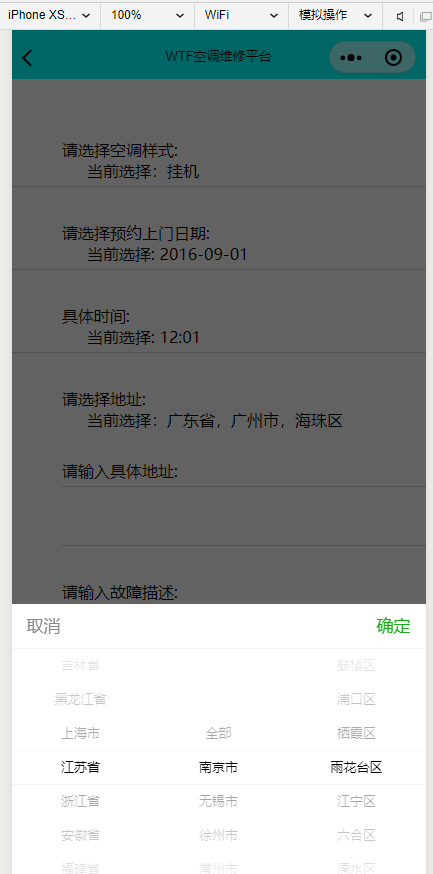 iPhone XS... 100% WiFi 模拟操作
WTF空调维修平台
请选择空调样式:
当前选择：挂机
请选择预约上门日期:
当前选择: 2016-09-01
具体时间:
当前选择: 12:01
请选择地址:
当前选择：广东省，广州市，海珠区
请输入具体地址:
请输入故障描述:
取消 确定
吉林省 鼓楼区
黑龙江省 浦口区
上海市 全部 栖霞区
江苏省 南京市 雨花台区
浙江省 无锡市 江宁区
安徽省 徐州市 六合区
福建省 常州市 溧水区